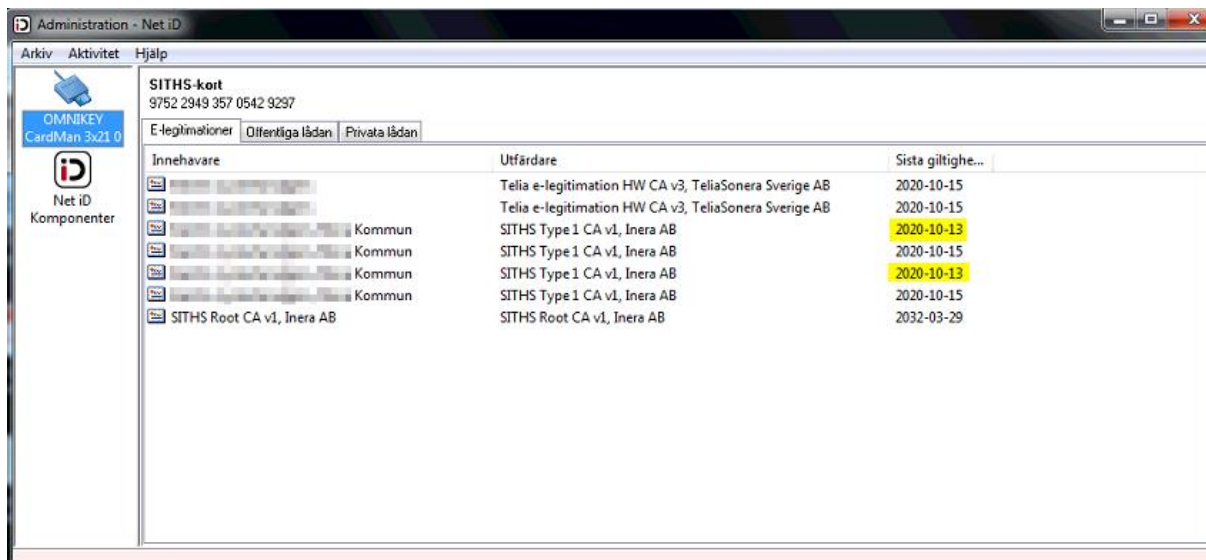 Administration - Net iD
Arkiv Aktivitet Hjälp
OMNIKEY
CardMan 3x21 0
Net iD
Komponenter
SITHS-kort
9752 2949 357 0542 9297
E-legitimationer Offentliga lådan Privata lådan
Innehavare Utfärdare Sista giltighe...
Telia e-legitimation HW CA v3, TeliaSonera Sverige AB 2020-10-15
Telia e-legitimation HW CA v3, TeliaSonera Sverige AB 2020-10-15
Kommun SITHS Type 1 CA v1, Inera AB 2020-10-13
Kommun SITHS Type 1 CA v1, Inera AB 2020-10-15
Kommun SITHS Type 1 CA v1, Inera AB 2020-10-13
Kommun SITHS Type 1 CA v1, Inera AB 2020-10-15
SITHS Root CA v1, Inera AB SITHS Root CA v1, Inera AB 2032-03-29